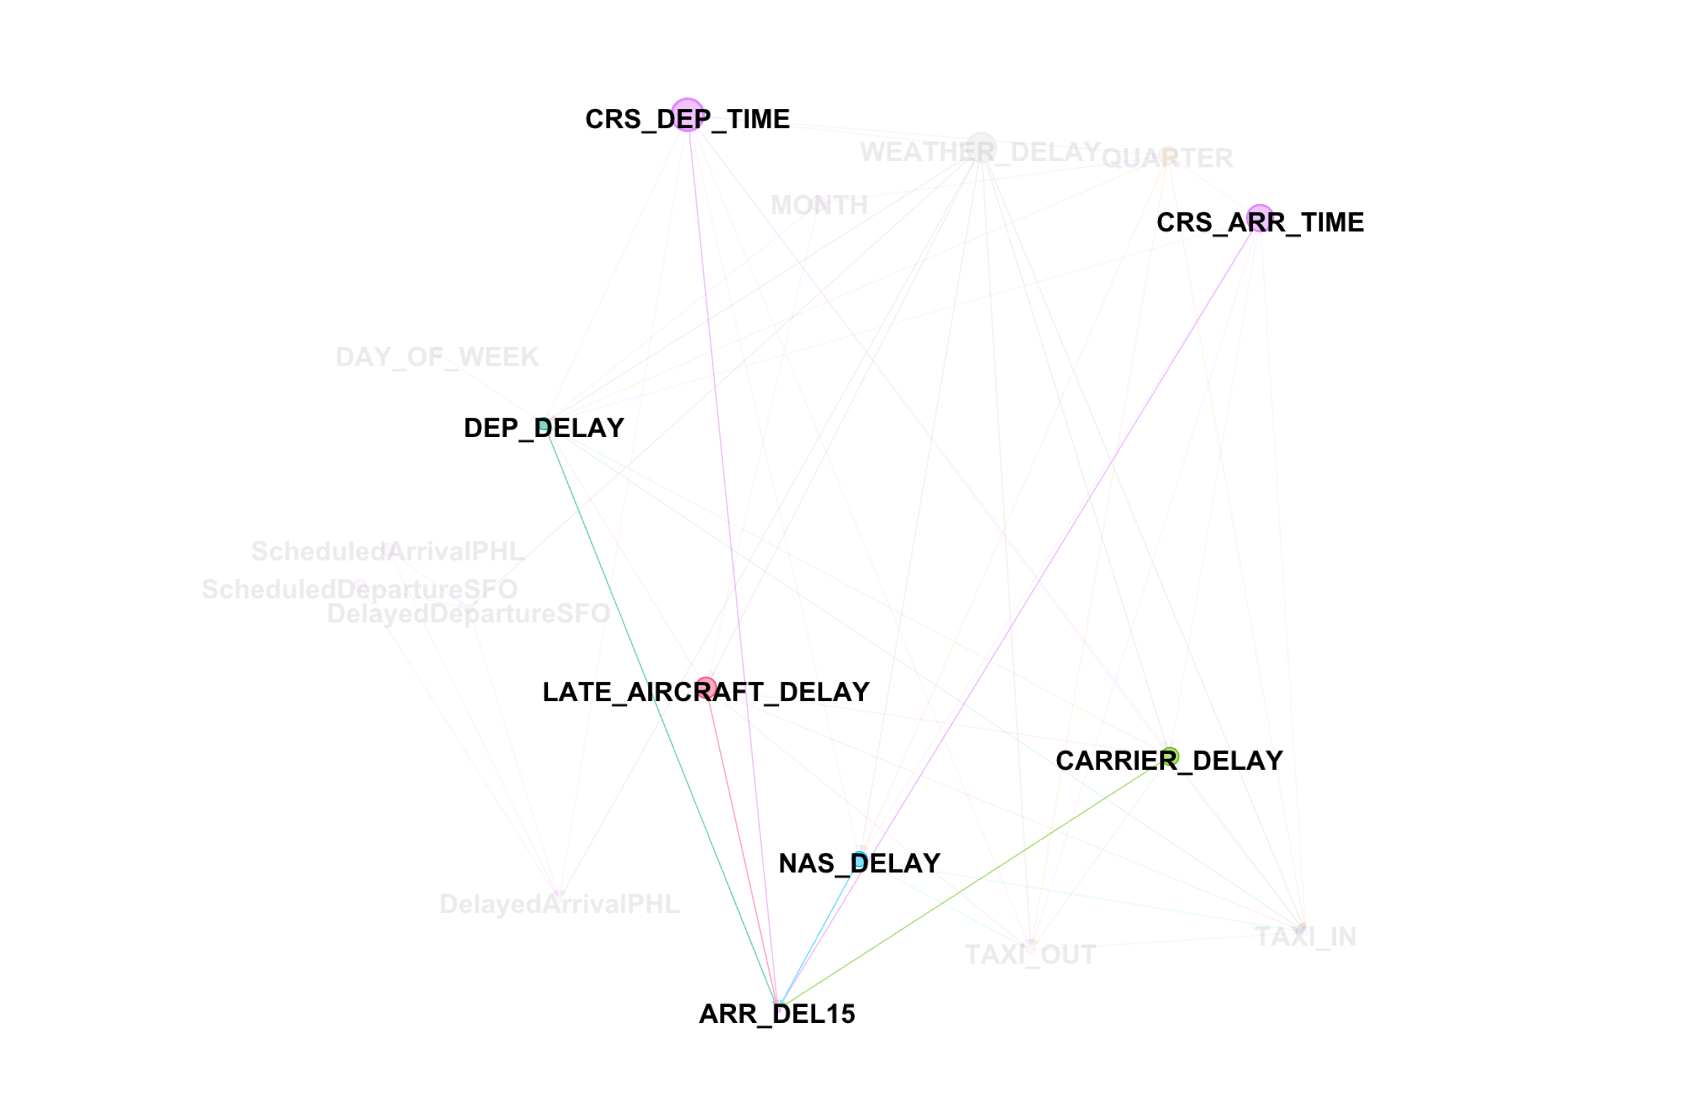 CRS_DEP_TIME
WEATHER_DELAY
QUARTER
MONTH
CRS_ARR_TIME
DAY_OF_WEEK
DEP_DELAY
ScheduledArrivalPHL
ScheduledDepartureSFO
DelayedDepartureSFO
LATE_AIRCRAFT_DELAY
CARRIER_DELAY
NAS_DELAY
DelayedArrivalPHL
TAXI_IN
TAXI_OUT
ARR_DEL15